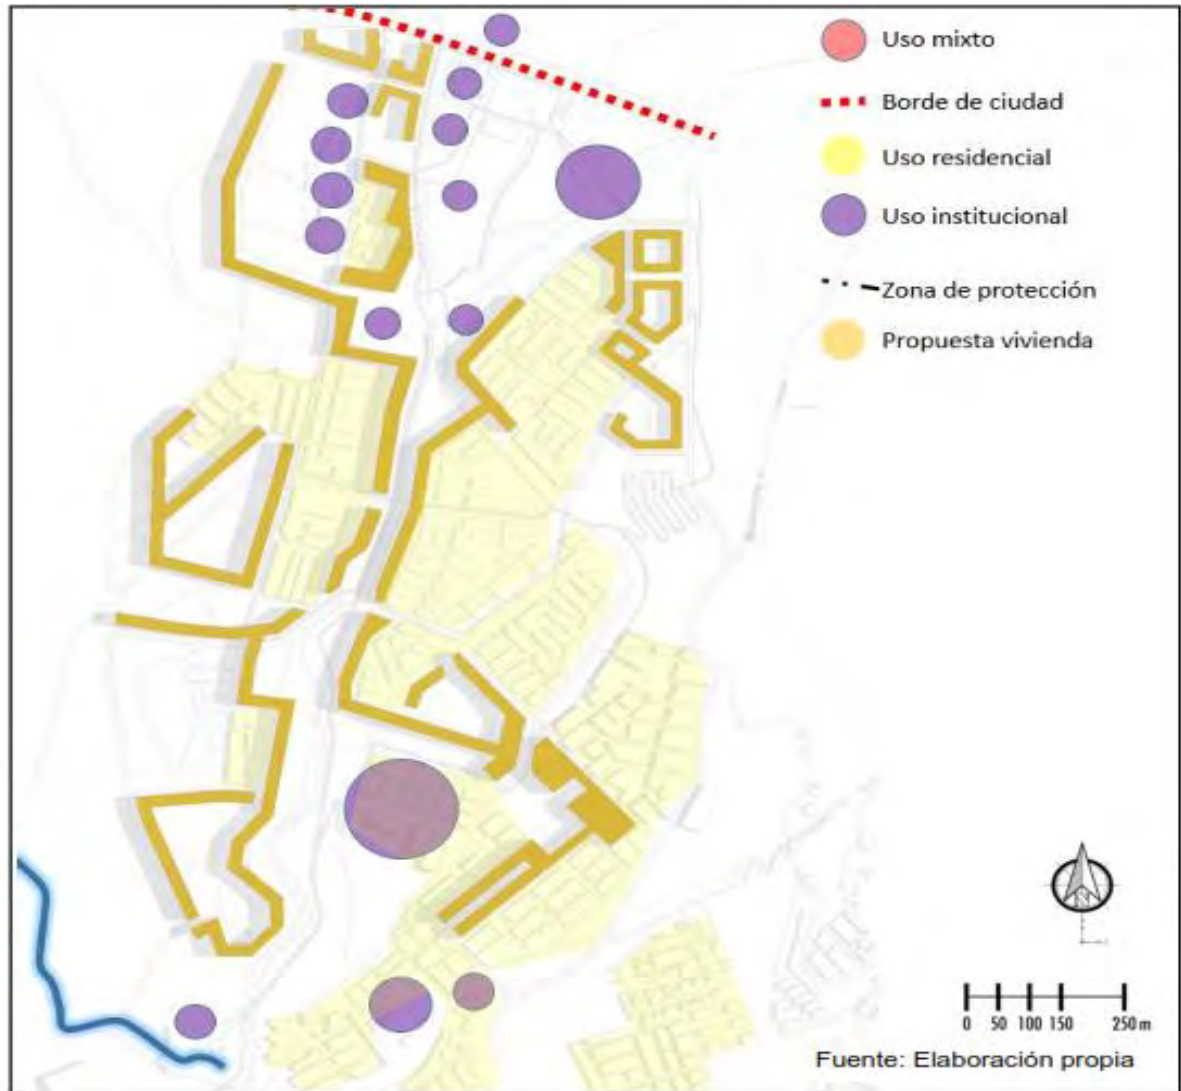 Uso mixto
Borde de ciudad
Uso residencial
Uso institucional
Zona de protección
Propuesta vivienda
0 50 100 150 250 m
Fuente: Elaboración propia